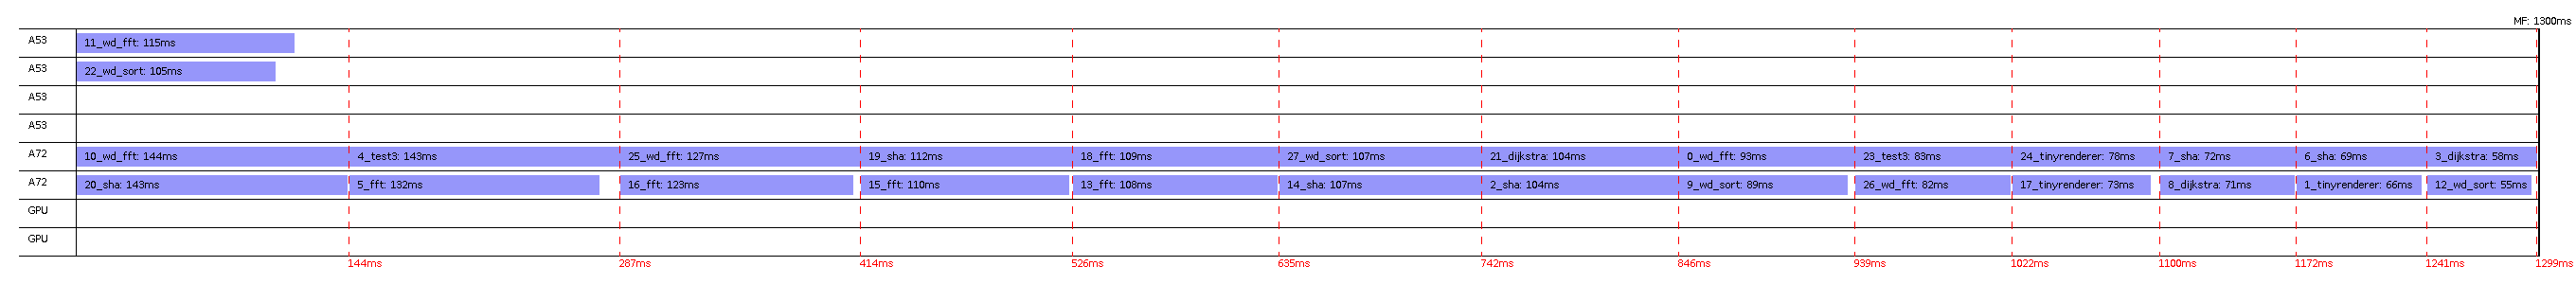 MF: 1300ms
A53 11_wd_fft: 115ms
A53 22_wd_sort: 105ms
A53
A53
A72 10_wd_fft: 144ms 4_test3: 143ms 25_wd_fft: 127ms 19_sha: 112ms 18_fft: 109ms 27_wd_sort: 107ms 21_dijkstra: 104ms 0_wd_fft: 93ms 23_test3: 83ms 24_tinyrenderer: 78ms 7_sha: 72ms 6_sha: 69ms 3_dijkstra: 58ms
A72 20_sha: 143ms 5_fft: 132ms 16_fft: 123ms 15_fft: 110ms 13_fft: 108ms 14_sha: 107ms 2_sha: 104ms 9_wd_sort: 89ms 26_wd_fft: 82ms 17_tinyrenderer: 73ms 8_dijkstra: 71ms 1_tinyrenderer: 66ms 12_wd_sort: 55ms
GPU
GPU
144ms 287ms 414ms 526ms 635ms 742ms 846ms 939ms 1022ms 1100ms 1172ms 1241ms 1299ms